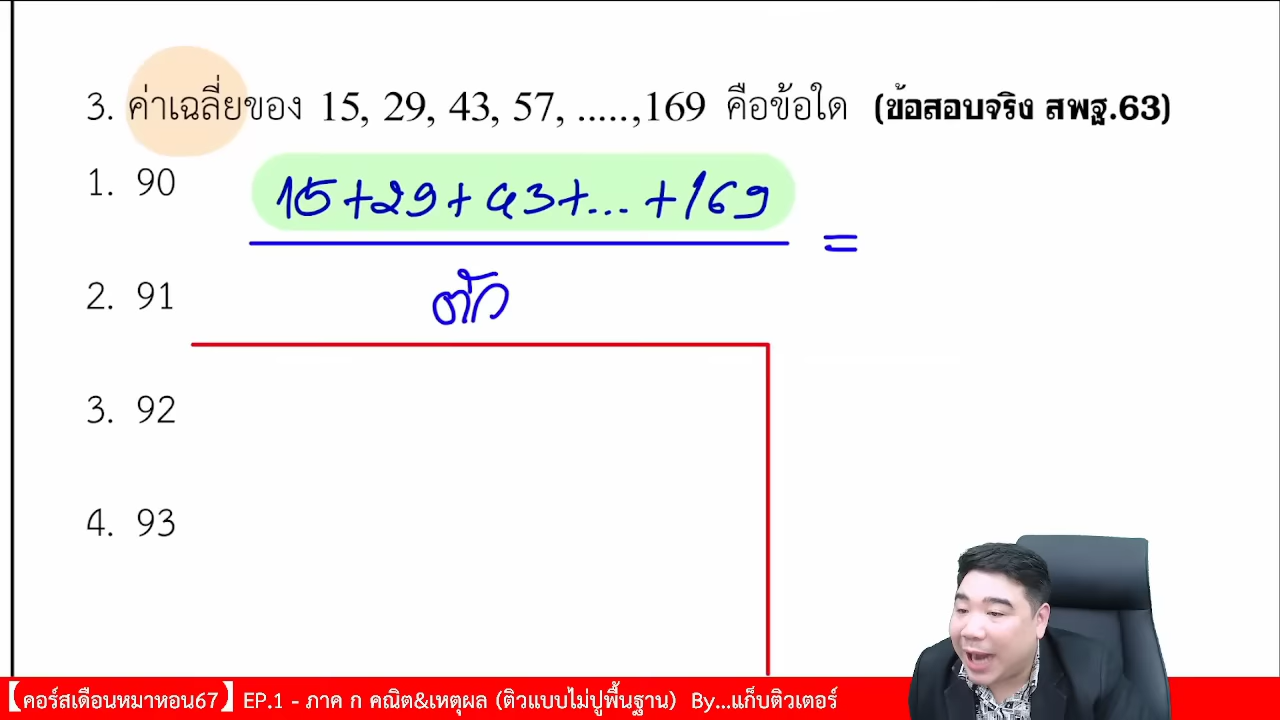 3. ค่าเฉลี่ยของ 15, 29, 43, 57, .....,169 คือข้อใด (ข้อสอบจริง สพฐ.63)
1. 90
15+29+43+... +169
=
2. 91
ตัว
3. 92
4. 93
【คอร์สเดือนหมาหอน67】 EP.1 - ภาค ก คณิต&เหตุผล (ติวแบบไม่ปูพื้นฐาน) By...แก็บติวเตอร์